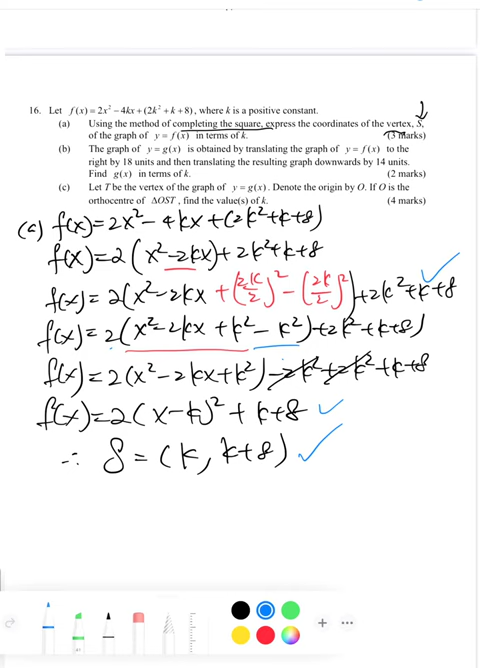 16. Let f(x) = 2x² − 4kx + (2k² + k + 8), where k is a positive constant.
(a) Using the method of completing the square, express the coordinates of the vertex, S,
of the graph of y = f(x) in terms of k. (3 marks)
(b) The graph of y = g(x) is obtained by translating the graph of y = f(x) to the
right by 18 units and then translating the resulting graph downwards by 14 units.
Find g(x) in terms of k. (2 marks)
(c) Let T be the vertex of the graph of y = g(x). Denote the origin by O. If O is the
orthocentre of ΔOST, find the value(s) of k. (4 marks)
(a) f(x) = 2x² − 4kx + (2k² + k + 8)
f(x) = 2(x² − 2kx) + 2k² + k + 8
f(x) = 2(x² − 2kx + (2k/2)² − (2k/2)²) + 2k² + k + 8
f(x) = 2(x² − 2kx + k² − k²) + 2k² + k + 8)
f(x) = 2(x² − 2kx + k²) − 2k² + 2k² + k + 8
f(x) = 2(x − k)² + k + 8
∴ S = (k, k + 8)